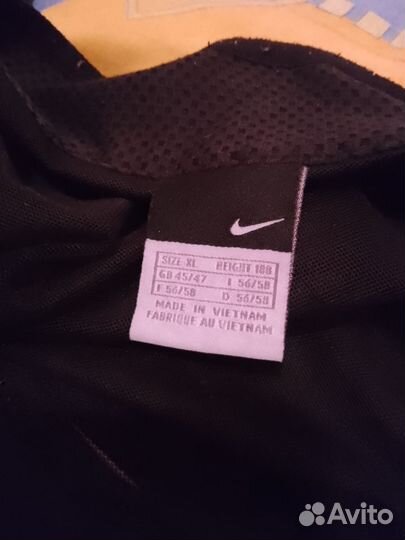 SIZE XL HEIGHT 188
GB 45/47 I 56/58
F 56/58 D 56/58
MADE IN VIETNAM
FABRIQUE AU VIETNAM
Avito